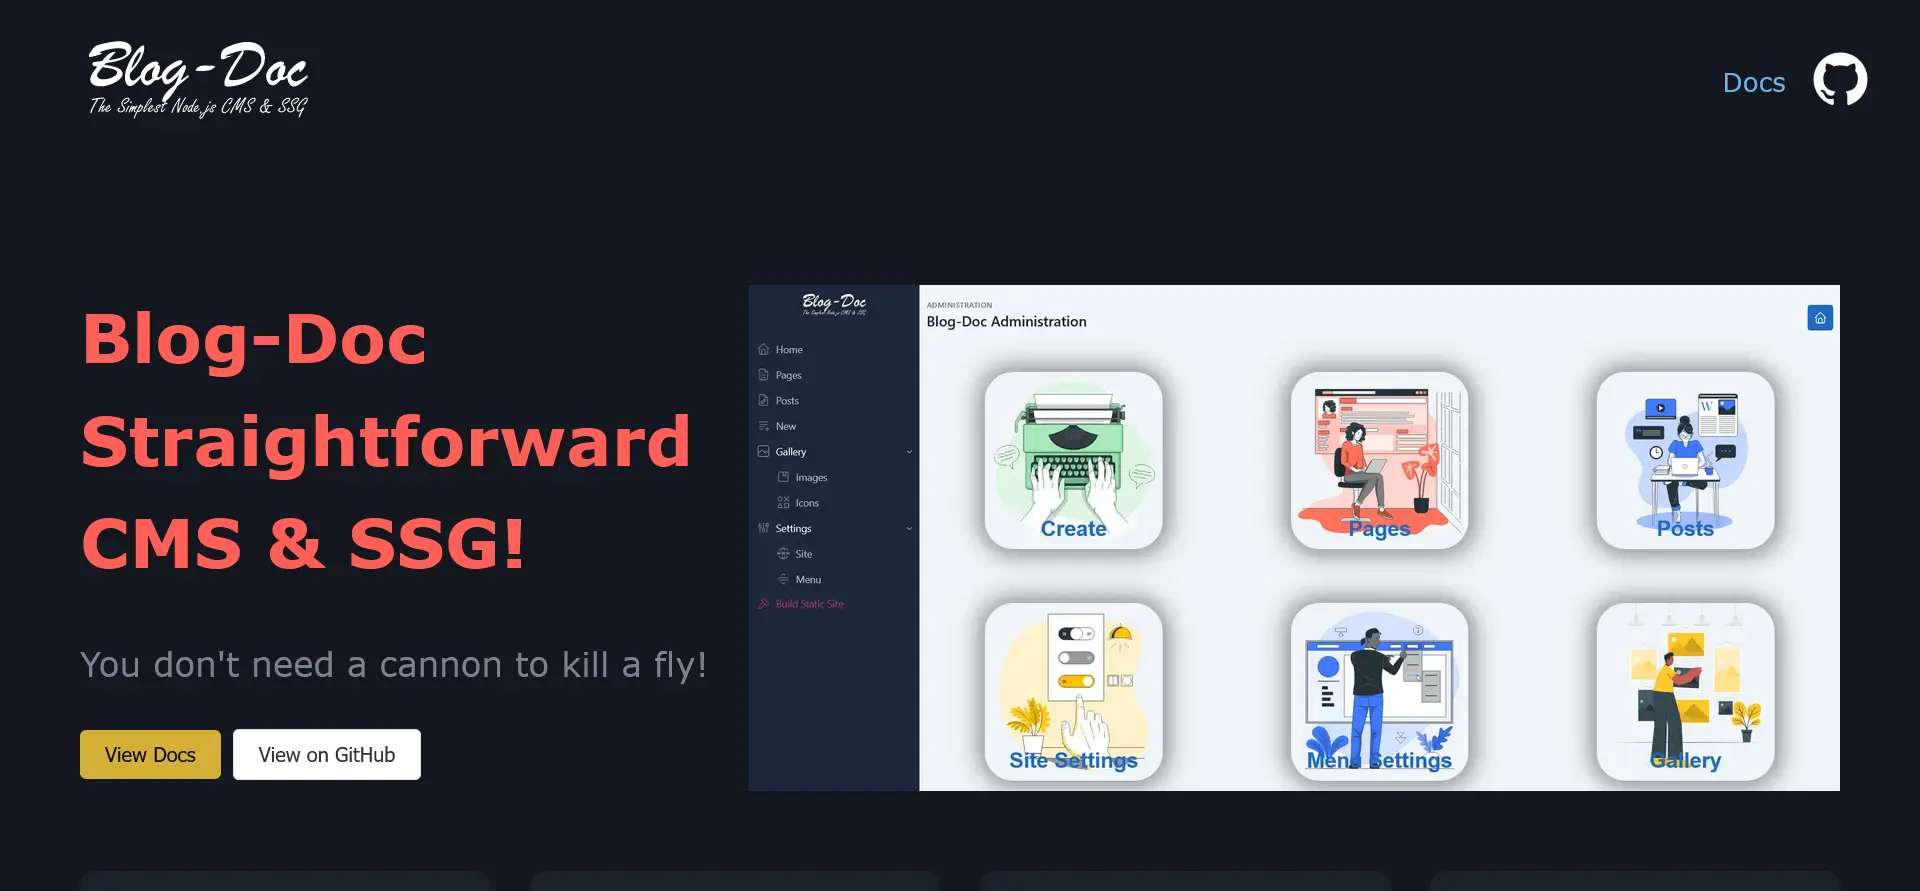 Blog-Doc
The Simplest Node.js CMS & SSG
Docs
Blog-Doc
Straightforward
CMS & SSG!
You don't need a cannon to kill a fly!
View Docs
View on GitHub
Blog-Doc
The Simplest Node.js CMS & SSG
Home
Pages
Posts
New
Gallery
Images
Icons
Settings
Site
Menu
Build Static Site
ADMINISTRATION
Blog-Doc Administration
Create
Pages
Posts
Site Settings
Menu Settings
Gallery